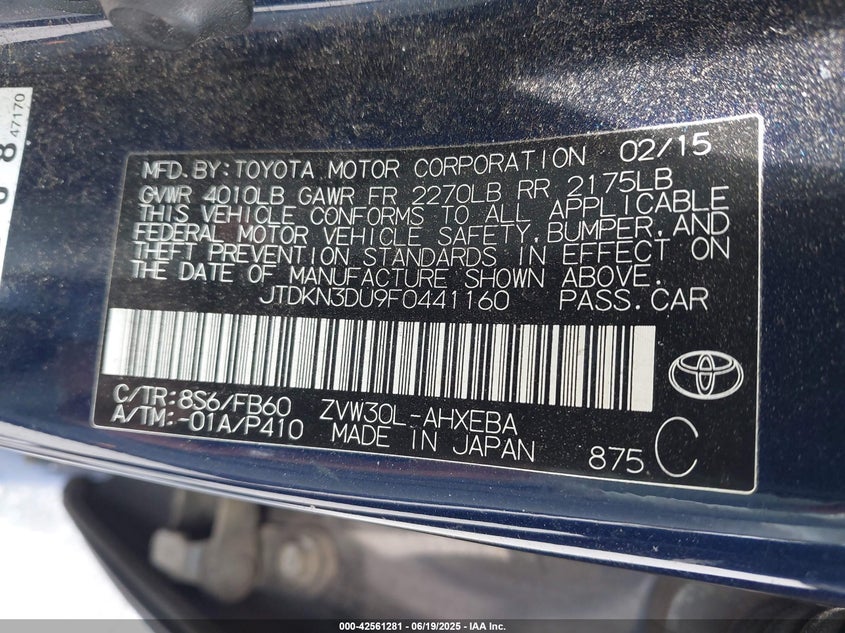 MFD.BY:TOYOTA MOTOR CORPORATION 02/15
GVWR 4010LB GAWR FR 2270LB RR 2175LB
THIS VEHICLE CONFORMS TO ALL APPLICABLE
FEDERAL MOTOR VEHICLE SAFETY,BUMPER,AND
THEFT PREVENTION STANDARDS IN EFFECT ON
THE DATE OF MANUFACTURE SHOWN ABOVE.
JTDKN3DU9F0441160 PASS.CAR
C/TR:8S6/FB60 ZVW30L-AHXEBA
A/TM:-01A/P410 MADE IN JAPAN
875 C
47170
000-42561281 - 06/19/2025 - IAA Inc.